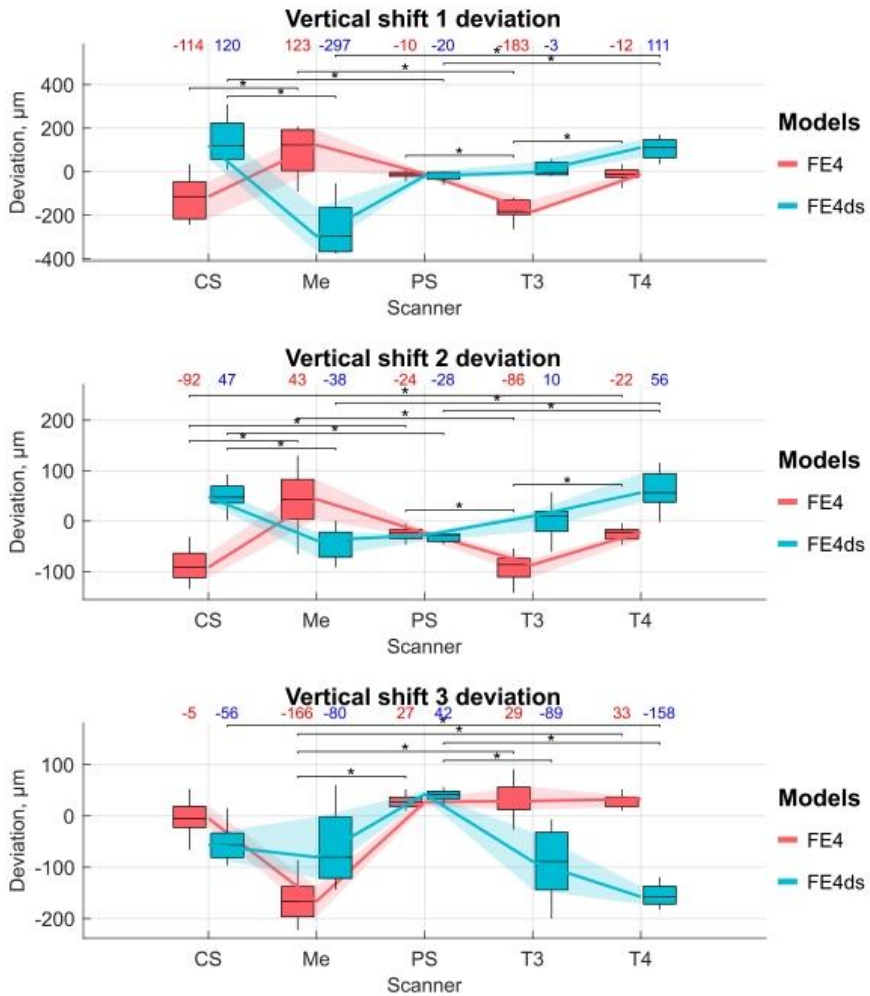 Vertical shift 1 deviation
-114 120 123 -297 -10 -20 -183 -3 -12 111
* * * * * * * *
400
200
0
-200
-400
Deviation, µm
CS Me PS T3 T4
Scanner
Models
FE4
FE4ds
Vertical shift 2 deviation
-92 47 43 -38 -24 -28 -86 10 -22 56
* * * * * * * * * *
200
100
0
-100
Deviation, µm
CS Me PS T3 T4
Scanner
Models
FE4
FE4ds
Vertical shift 3 deviation
-5 -56 -166 -80 27 42 29 -89 33 -158
* * * * * *
100
0
-100
-200
Deviation, µm
CS Me PS T3 T4
Scanner
Models
FE4
FE4ds